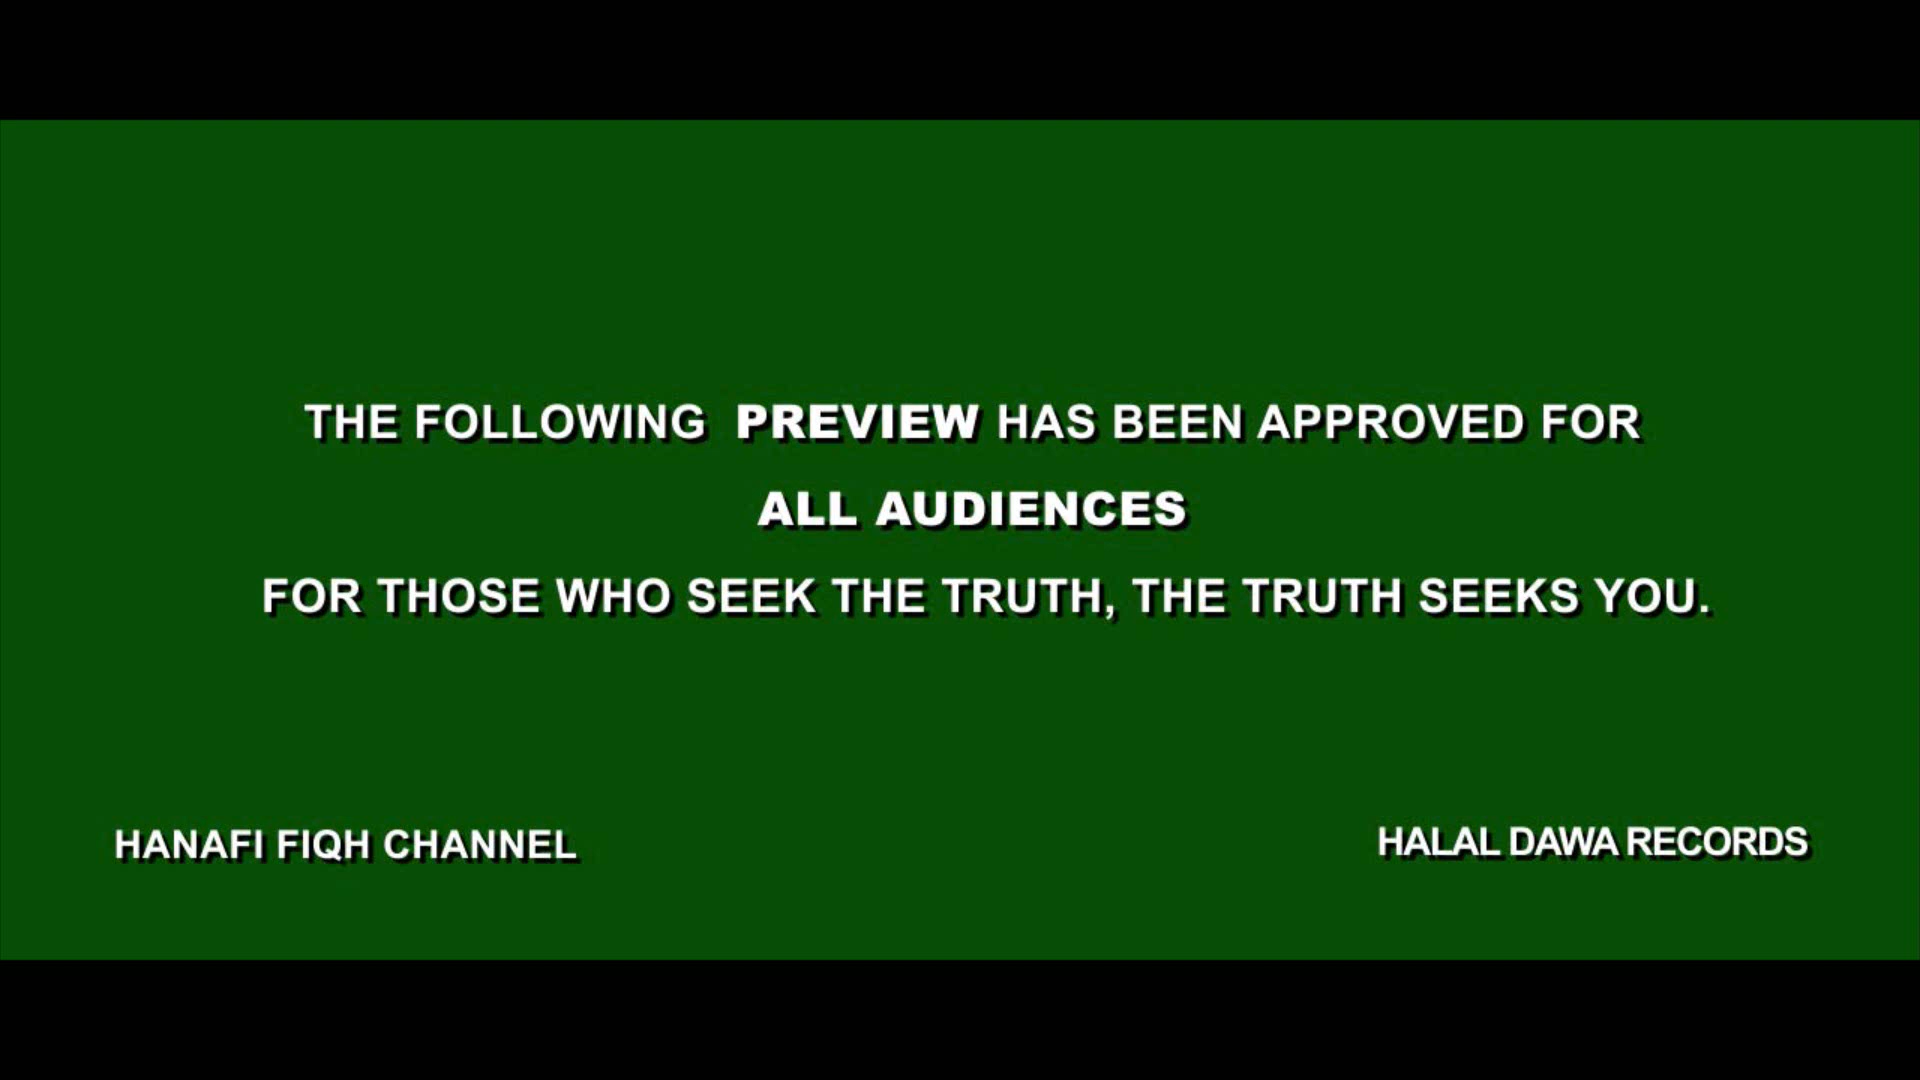 THE FOLLOWING PREVIEW HAS BEEN APPROVED FOR
ALL AUDIENCES
FOR THOSE WHO SEEK THE TRUTH, THE TRUTH SEEKS YOU.
HANAFI FIQH CHANNEL
HALAL DAWA RECORDS